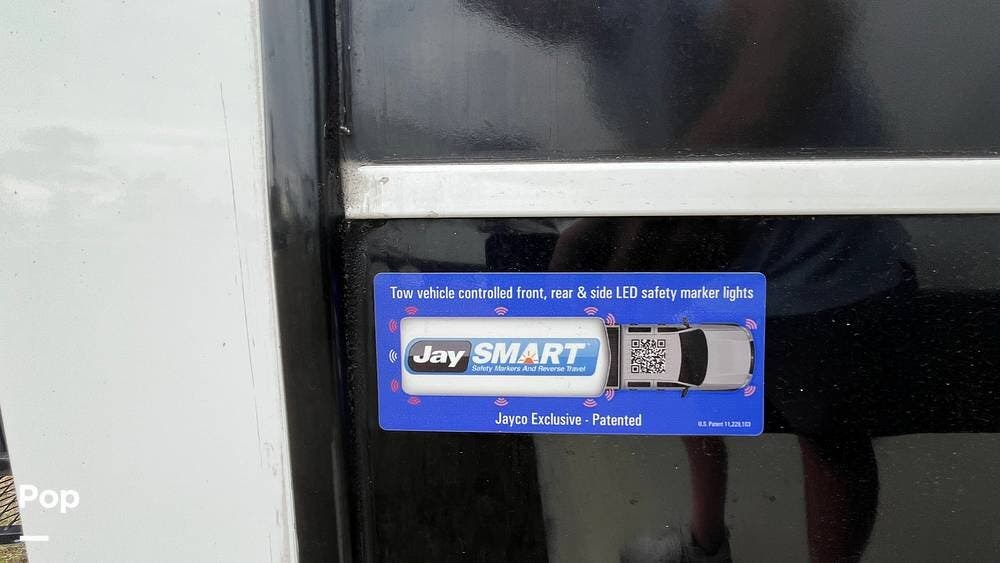 Tow vehicle controlled front, rear & side LED safety marker lights
Jay SMART
Safety Markers And Reverse Travel
Jayco Exclusive - Patented
U.S. Patent 11,229,103
Pop